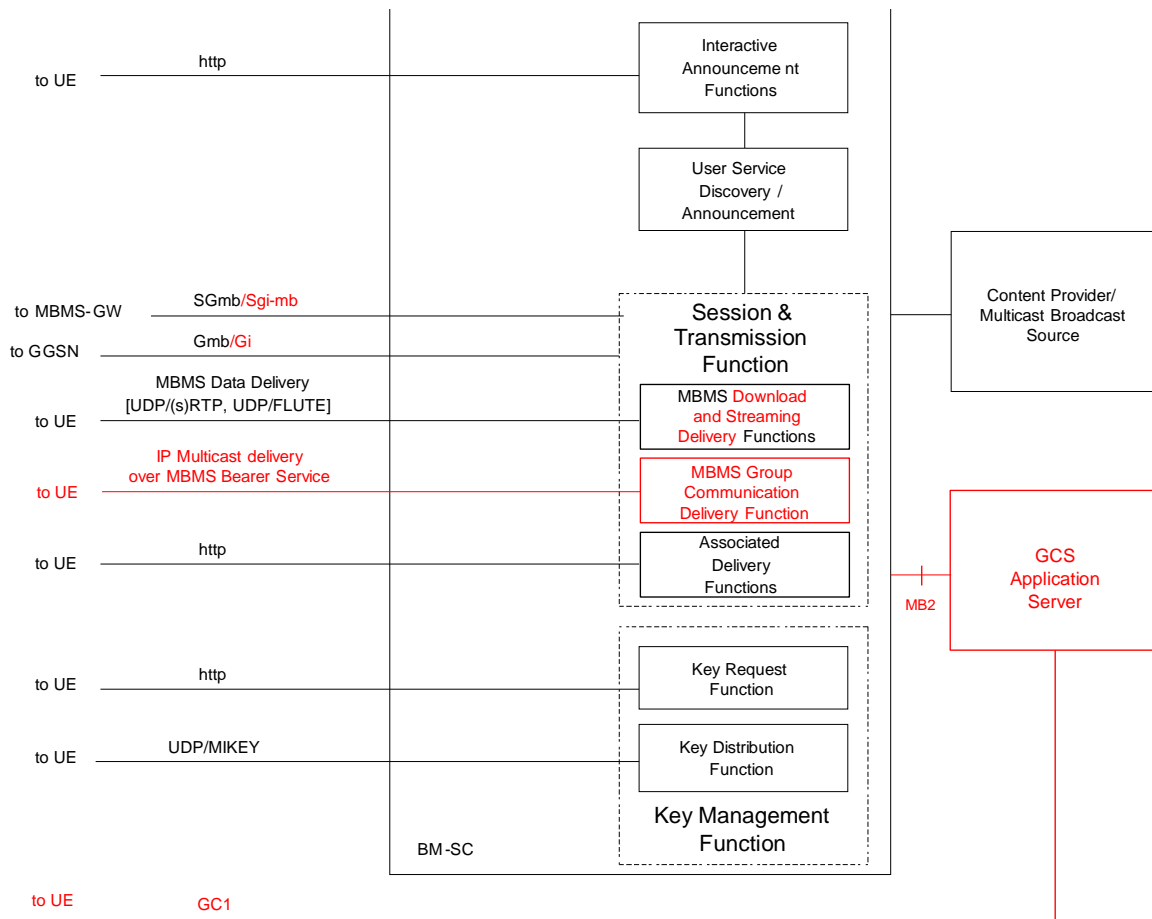 Interactive
Announceme nt
Functions
http
to UE
User Service
Discovery /
Announcement
SGmb/Sgi-mb
to MBMS-GW
Gmb/Gi
to GGSN
Session &
Transmission
Function
Content Provider/
Multicast Broadcast
Source
MBMS Data Delivery
[UDP/(s)RTP, UDP/FLUTE]
to UE
MBMS Download
and Streaming
Delivery Functions
IP Multicast delivery
over MBMS Bearer Service
to UE
MBMS Group
Communication
Delivery Function
http
to UE
Associated
Delivery
Functions
MB2
GCS
Application
Server
http
to UE
Key Request
Function
UDP/MIKEY
to UE
Key Distribution
Function
Key Management
Function
BM-SC
to UE
GC1